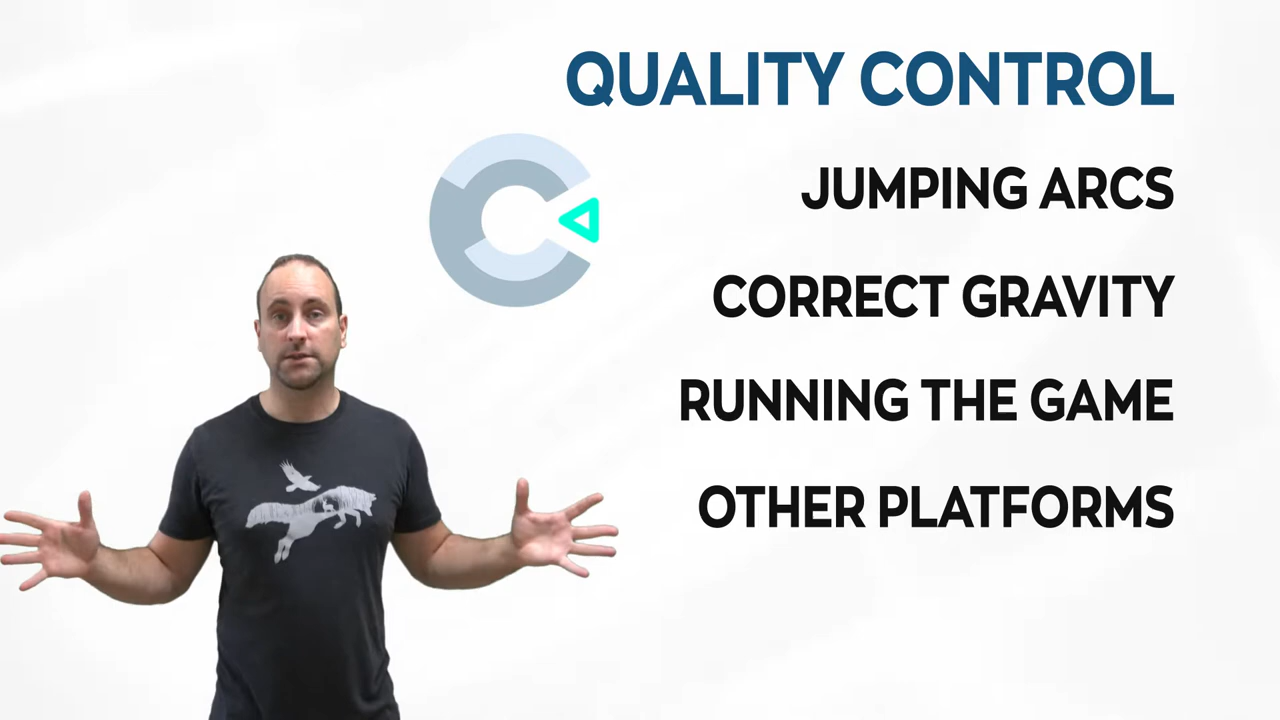 QUALITY CONTROL
JUMPING ARCS
CORRECT GRAVITY
RUNNING THE GAME
OTHER PLATFORMS